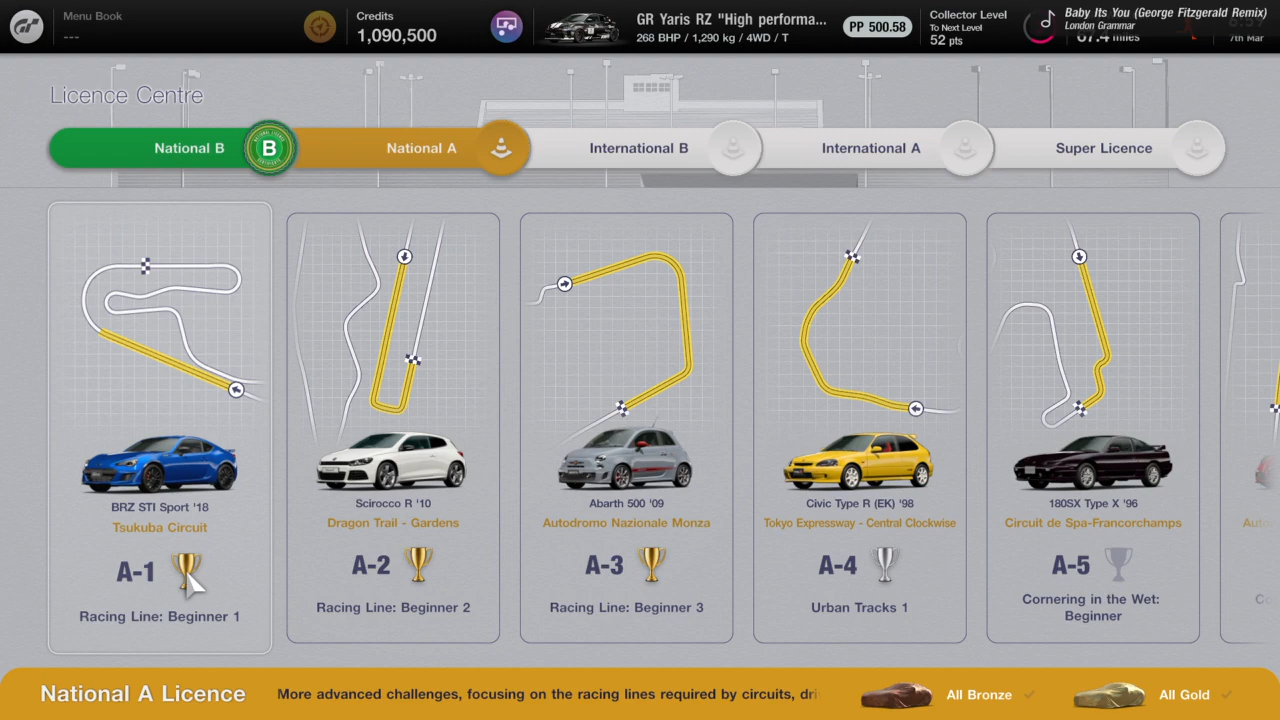 Menu Book
---
Credits
1,090,500
GR Yaris RZ "High performa...
268 BHP / 1,290 kg / 4WD / T
PP 500.58
Collector Level
To Next Level
52 pts
Baby Its You (George Fitzgerald Remix)
London Grammar
67.4 miles
7th Mar
Licence Centre
National B
B
National A
International B
International A
Super Licence
BRZ STI Sport '18
Tsukuba Circuit
A-1
Racing Line: Beginner 1
Scirocco R '10
Dragon Trail - Gardens
A-2
Racing Line: Beginner 2
Abarth 500 '09
Autodromo Nazionale Monza
A-3
Racing Line: Beginner 3
Civic Type R (EK) '98
Tokyo Expressway - Central Clockwise
A-4
Urban Tracks 1
180SX Type X '96
Circuit de Spa-Francorchamps
A-5
Cornering in the Wet:
Beginner
National A Licence
More advanced challenges, focusing on the racing lines required by circuits, dri
All Bronze
All Gold